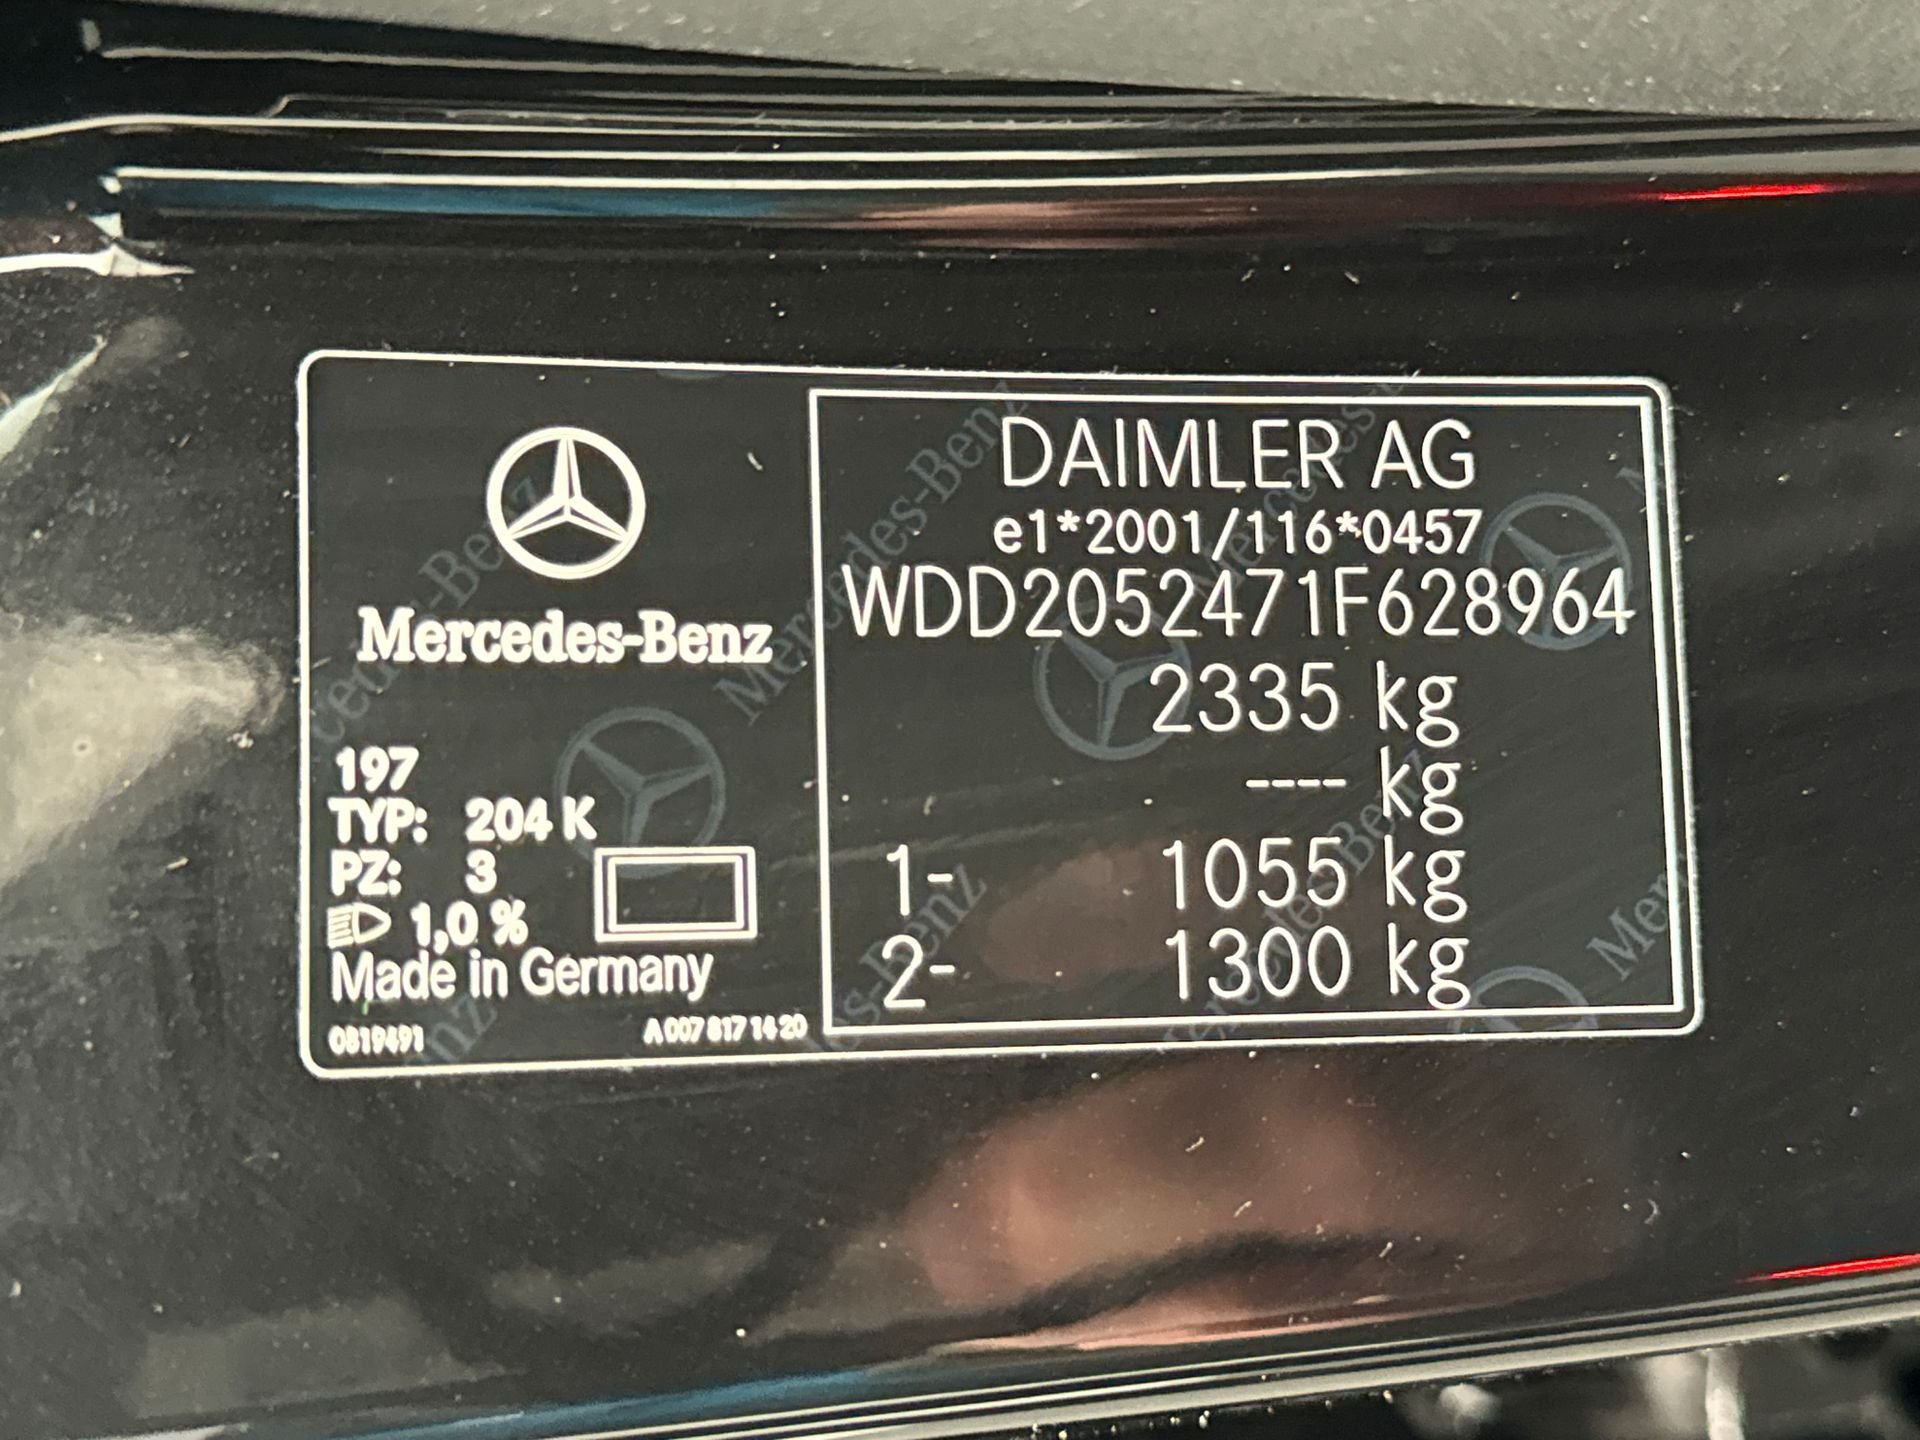 Mercedes-Benz
197
TYP: 204 K
PZ: 3
1,0 %
Made in Germany
0819491 A 007 817 14 20
DAIMLER AG
e1*2001/116*0457
WDD2052471F628964
2335 kg
---- kg
1- 1055 kg
2- 1300 kg